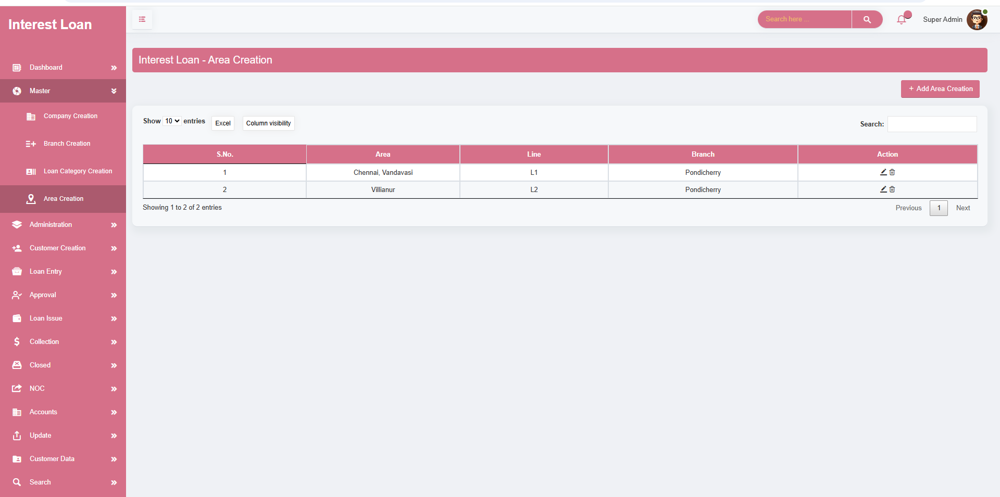 Interest Loan
Search here ...
Super Admin
Dashboard
Master
Company Creation
Branch Creation
Loan Category Creation
Area Creation
Administration
Customer Creation
Loan Entry
Approval
Loan Issue
Collection
Closed
NOC
Accounts
Update
Customer Data
Search
Interest Loan - Area Creation
+ Add Area Creation
Show 10 entries Excel Column visibility Search:
S.No. Area Line Branch Action
1 Chennai, Vandavasi L1 Pondicherry
2 Villianur L2 Pondicherry
Showing 1 to 2 of 2 entries Previous 1 Next